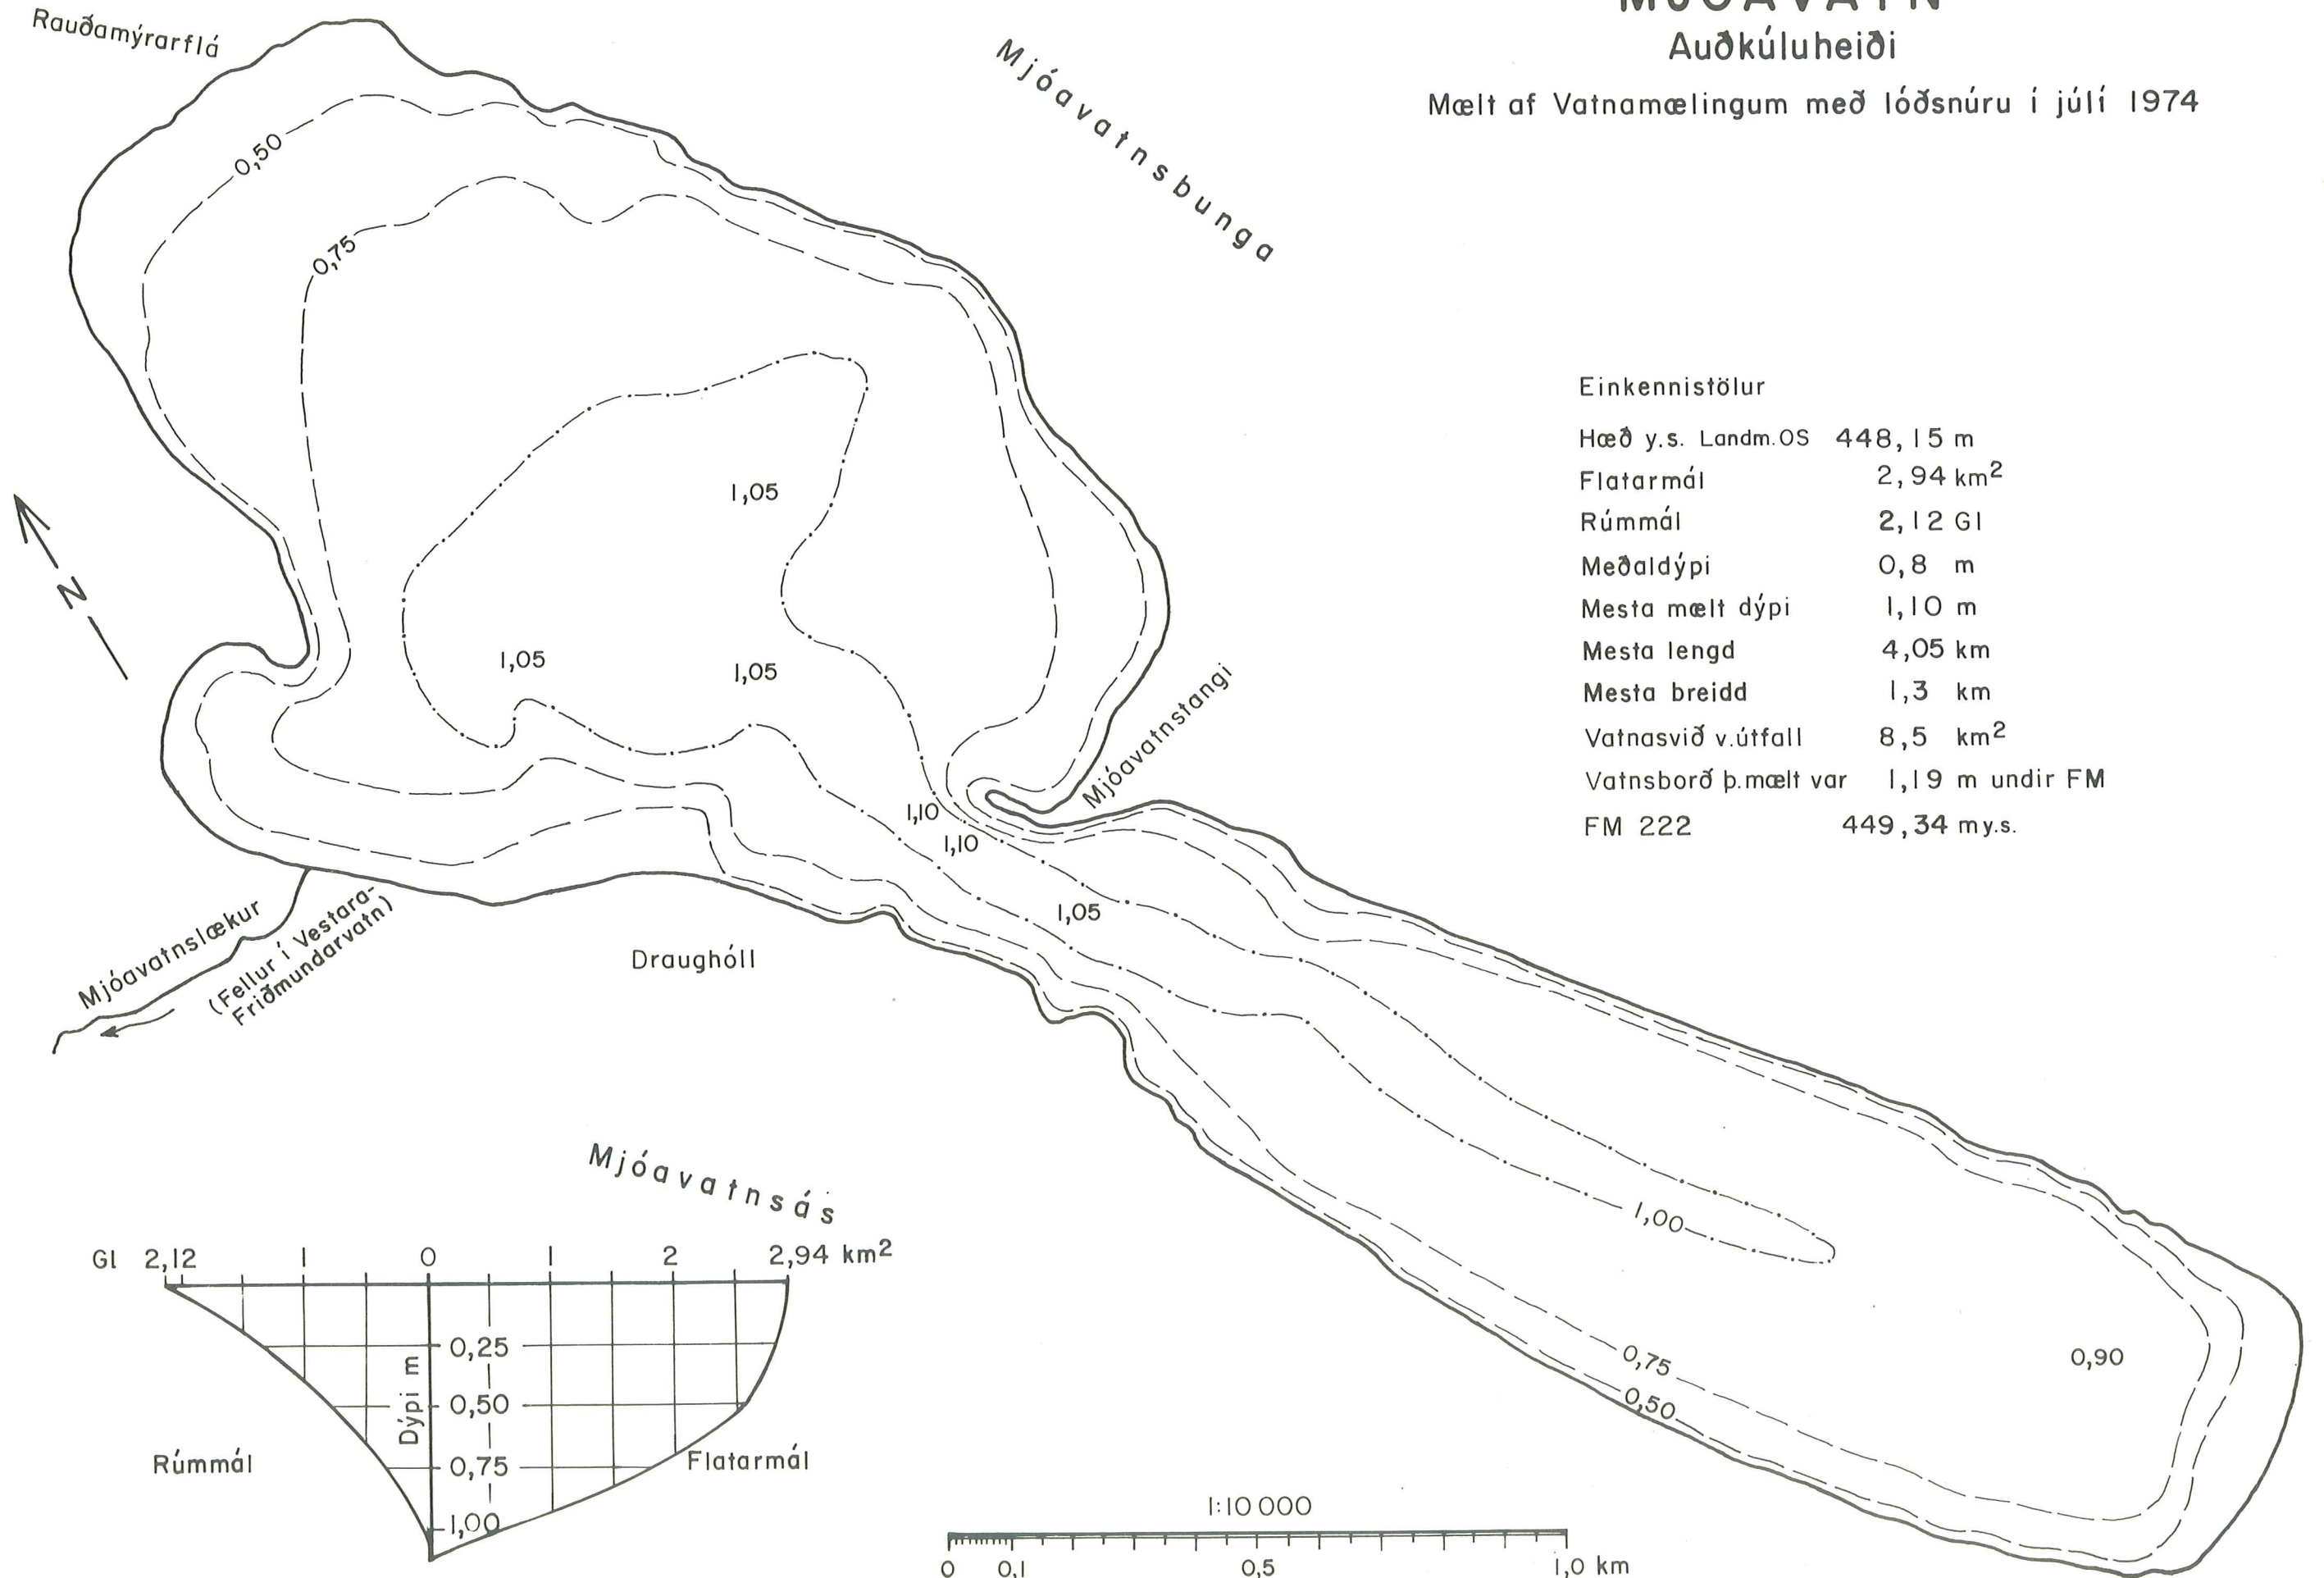 MJÓAVATN
Auðkúluheiði
Mælt af Vatnamælingum með lóðsnúru í júlí 1974
Rauðamýrarflá
Mjóavatnsbunga
0,50
0,75
Einkennistölur
Hæð y.s. Landm.OS 448,15 m
Flatarmál 2,94 km2
Rúmmál 2,12 Gl
Meðaldýpi 0,8 m
Mesta mælt dýpi 1,10 m
Mesta lengd 4,05 km
Mesta breidd 1,3 km
Vatnasvið v.útfall 8,5 km2
Vatnsborð þ.mælt var 1,19 m undir FM
FM 222 449,34 m y.s.
1,05
N
1,05
1,05
Mjóavatnstangi
1,10
1,10
1,05
Mjóavatnslækur
(Fellur í Vestara-
Friðmundarvatn)
Draughóll
Mjóavatnsás
1,00
0,75
0,50
0,90
Gl 2,12 1 0 1 2 2,94 km2
0,25
0,50
0,75
1,00
Dýpi m
Rúmmál
Flatarmál
1:10 000
0 0,1 0,5 1,0 km